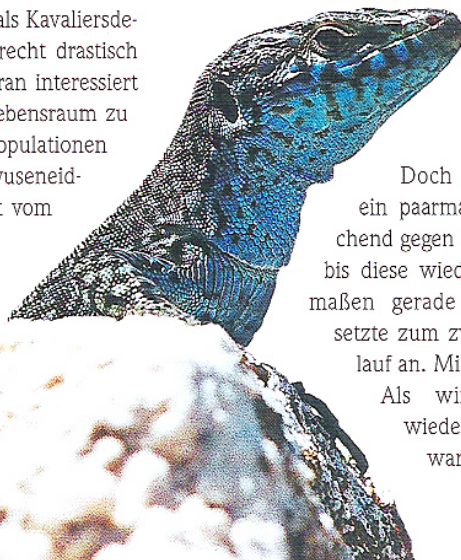 als Kavaliersde-
recht drastisch
ran interessiert
ebensraum zu
opulationen
wuseneid-
t vom
Doch
ein paarma
chend gegen
bis diese wied
maßen gerade
setzte zum z
lauf an. Mi
Als wi
wiede
war